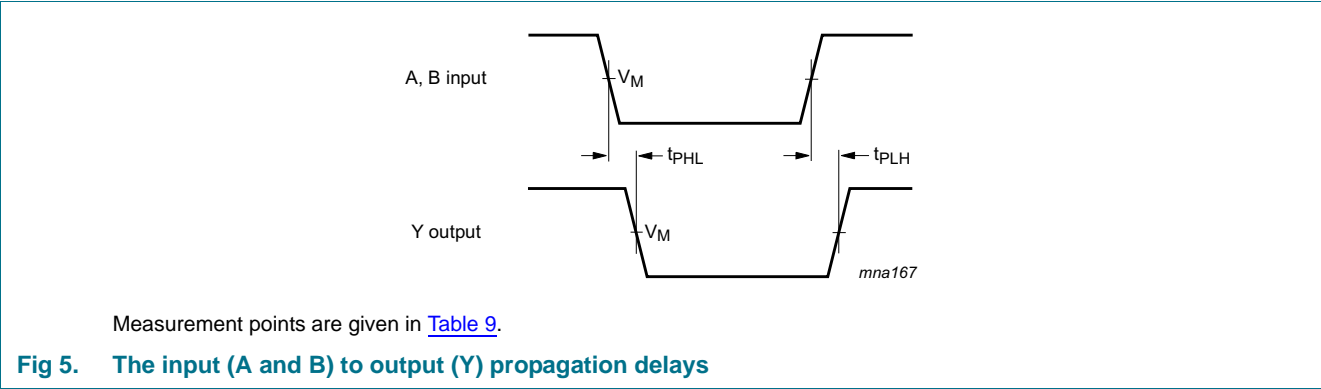 A, B input
VM
tPHL
tPLH
Y output
VM
mna167
Measurement points are given in Table 9.
Fig 5. The input (A and B) to output (Y) propagation delays